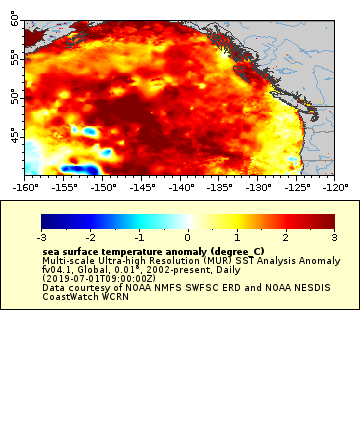 60°
55°
50°
45°
-160° -155° -150° -145° -140° -135° -130° -125° -120°
-3 -2 -1 0 1 2 3
sea surface temperature anomaly (degree_C)
Multi-scale Ultra-high Resolution (MUR) SST Analysis Anomaly
fv04.1, Global, 0.01°, 2002-present, Daily
(2019-07-01T09:00:00Z)
Data courtesy of NOAA NMFS SWFSC ERD and NOAA NESDIS
CoastWatch WCRN